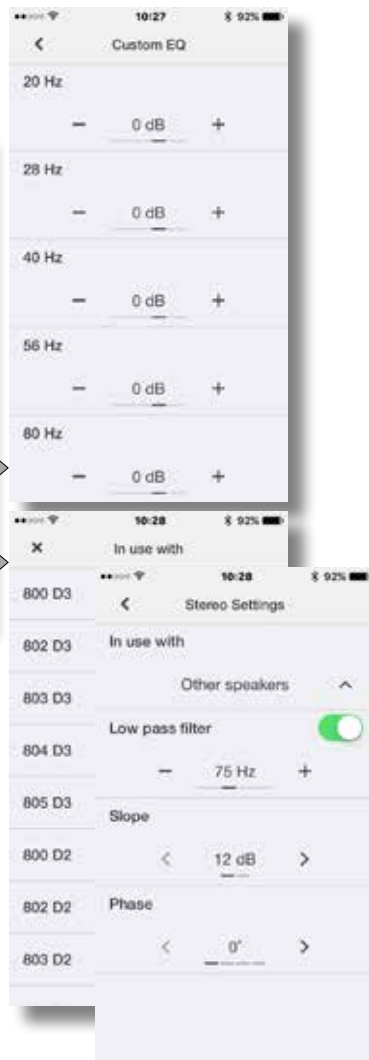 10:27 92%
Custom EQ
20 Hz
− 0 dB +
28 Hz
− 0 dB +
40 Hz
− 0 dB +
56 Hz
− 0 dB +
80 Hz
− 0 dB +
10:28 92%
× In use with
800 D3
802 D3
803 D3
804 D3
805 D3
800 D2
802 D2
803 D2
10:28 92%
< Stereo Settings
In use with
Other speakers
Low pass filter
− 75 Hz +
Slope
< 12 dB >
Phase
< 0° >